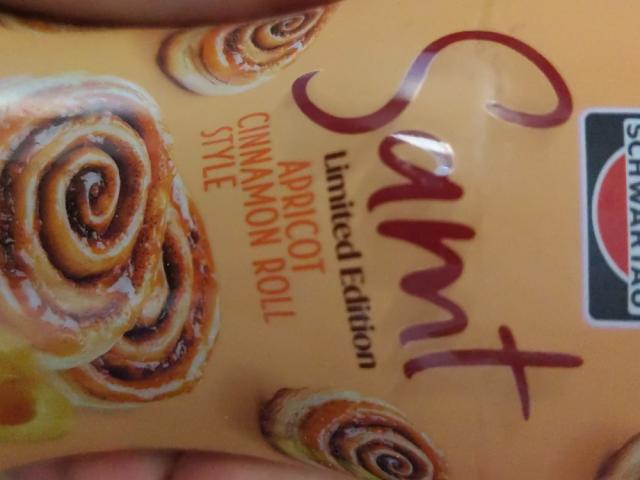 SCHWARTAU
Samt
Limited Edition
APRICOT
CINNAMON ROLL
STYLE